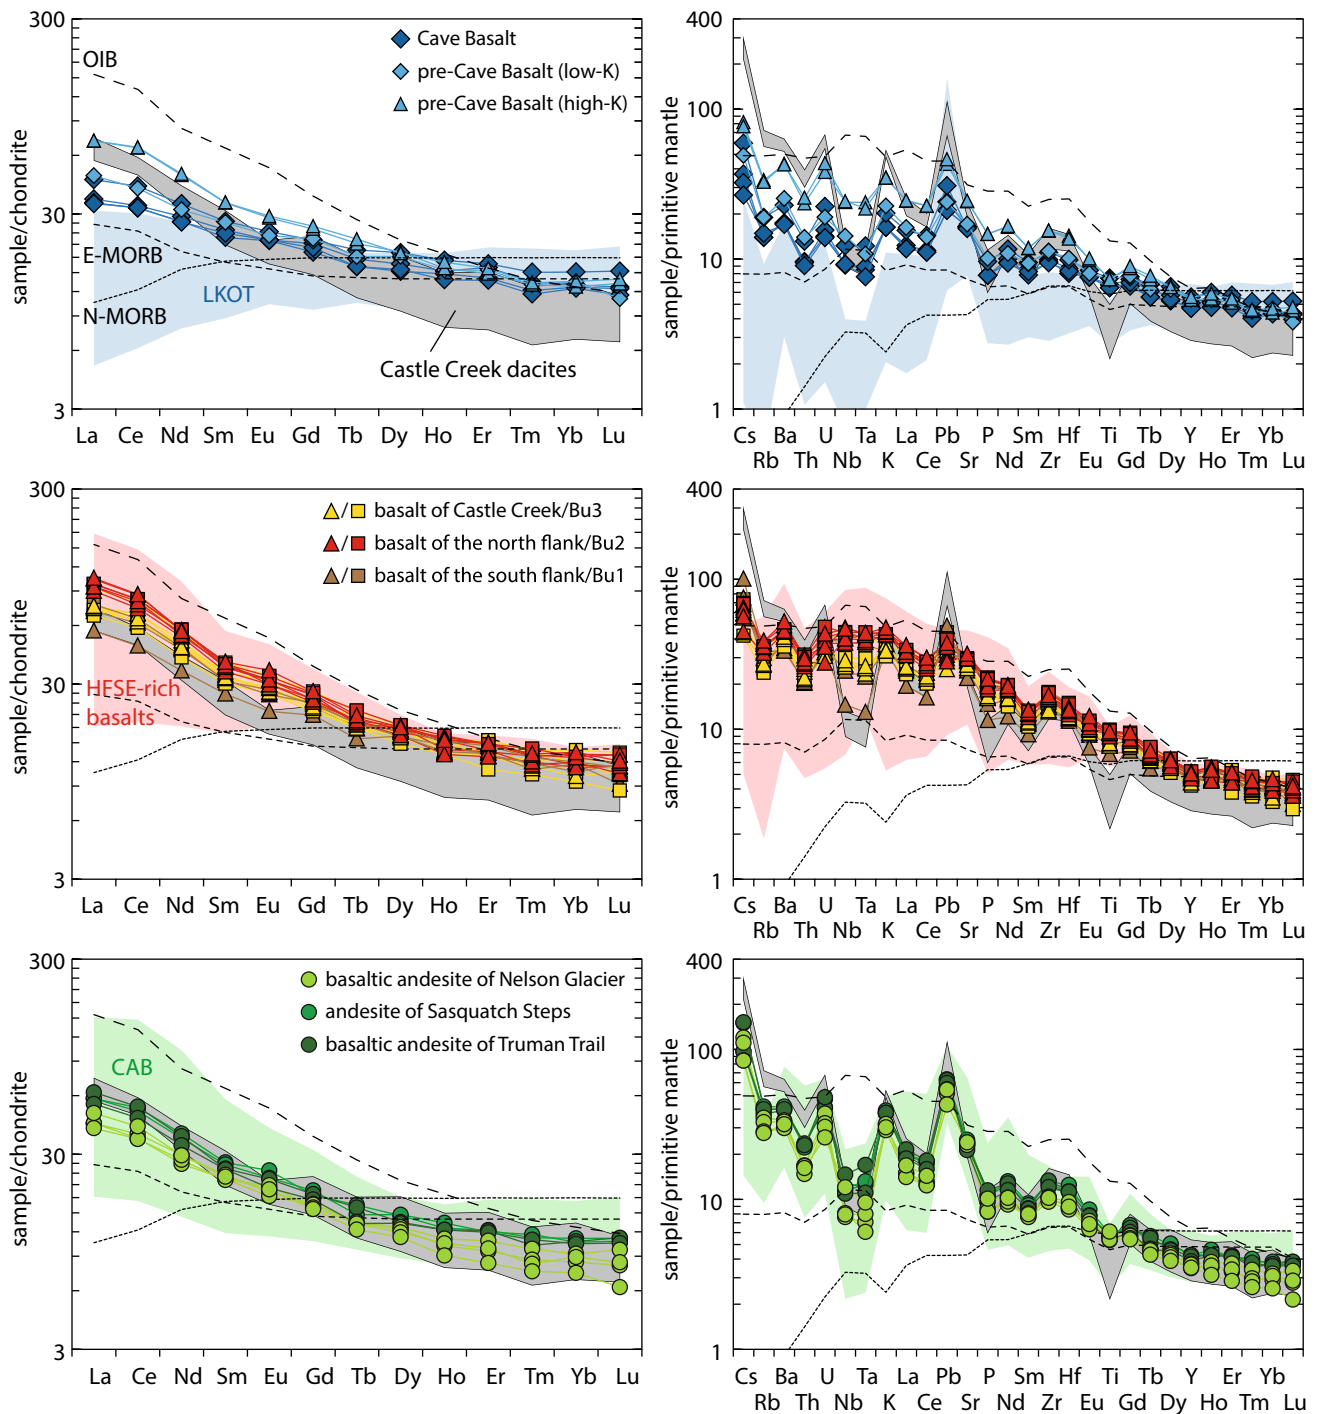 300
30
3
sample/chondrite
OIB
E-MORB
N-MORB
LKOT
Castle Creek dacites
Cave Basalt
pre-Cave Basalt (low-K)
pre-Cave Basalt (high-K)
La Ce Nd Sm Eu Gd Tb Dy Ho Er Tm Yb Lu
400
100
10
1
sample/primitive mantle
Cs Ba U Ta La Pb P Sm Hf Ti Tb Y Er Yb
Rb Th Nb K Ce Sr Nd Zr Eu Gd Dy Ho Tm Lu
300
30
3
sample/chondrite
HFSE-rich
basalts
/ basalt of Castle Creek/Bu3
/ basalt of the north flank/Bu2
/ basalt of the south flank/Bu1
La Ce Nd Sm Eu Gd Tb Dy Ho Er Tm Yb Lu
400
100
10
1
sample/primitive mantle
Cs Ba U Ta La Pb P Sm Hf Ti Tb Y Er Yb
Rb Th Nb K Ce Sr Nd Zr Eu Gd Dy Ho Tm Lu
300
30
3
sample/chondrite
CAB
basaltic andesite of Nelson Glacier
andesite of Sasquatch Steps
basaltic andesite of Truman Trail
La Ce Nd Sm Eu Gd Tb Dy Ho Er Tm Yb Lu
400
100
10
1
sample/primitive mantle
Cs Ba U Ta La Pb P Sm Hf Ti Tb Y Er Yb
Rb Th Nb K Ce Sr Nd Zr Eu Gd Dy Ho Tm Lu